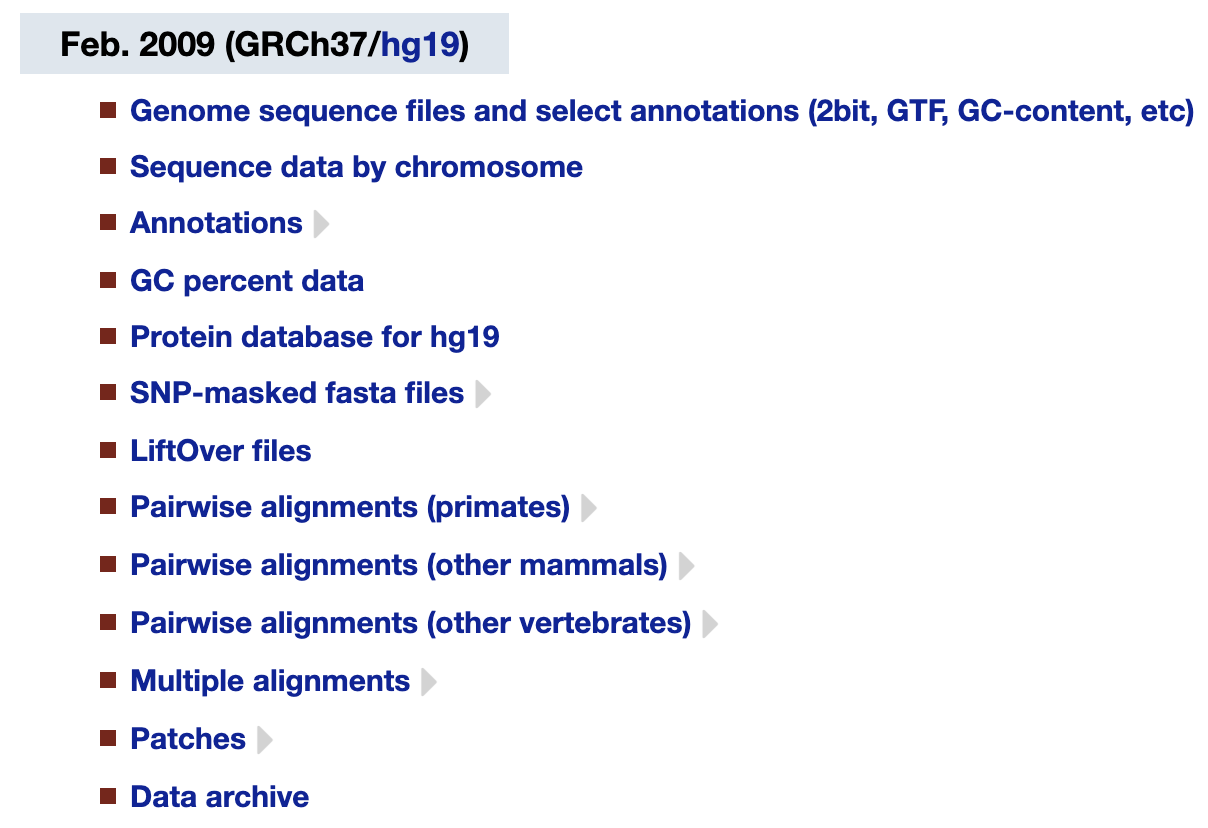 Feb. 2009 (GRCh37/hg19)
Genome sequence files and select annotations (2bit, GTF, GC-content, etc)
Sequence data by chromosome
Annotations
GC percent data
Protein database for hg19
SNP-masked fasta files
LiftOver files
Pairwise alignments (primates)
Pairwise alignments (other mammals)
Pairwise alignments (other vertebrates)
Multiple alignments
Patches
Data archive